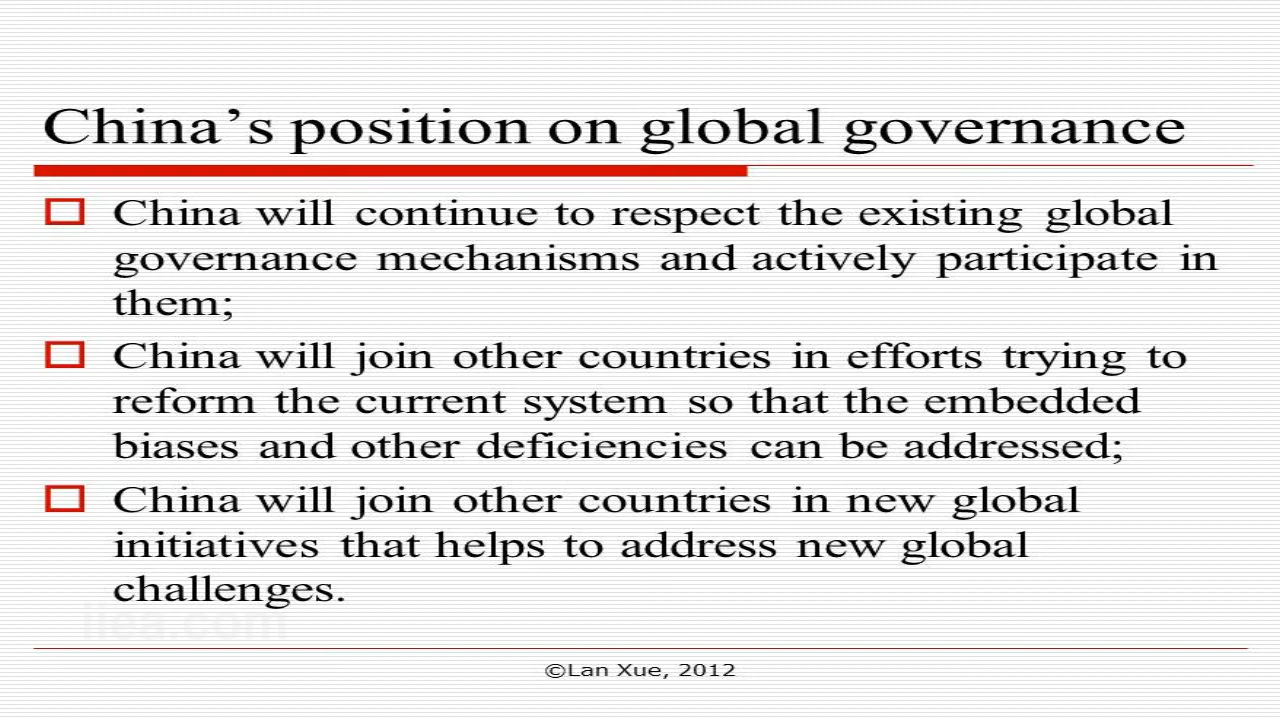 China’s position on global governance
China will continue to respect the existing global
governance mechanisms and actively participate in
them;
China will join other countries in efforts trying to
reform the current system so that the embedded
biases and other deficiencies can be addressed;
China will join other countries in new global
initiatives that helps to address new global
challenges.
iiea.com
©Lan Xue, 2012